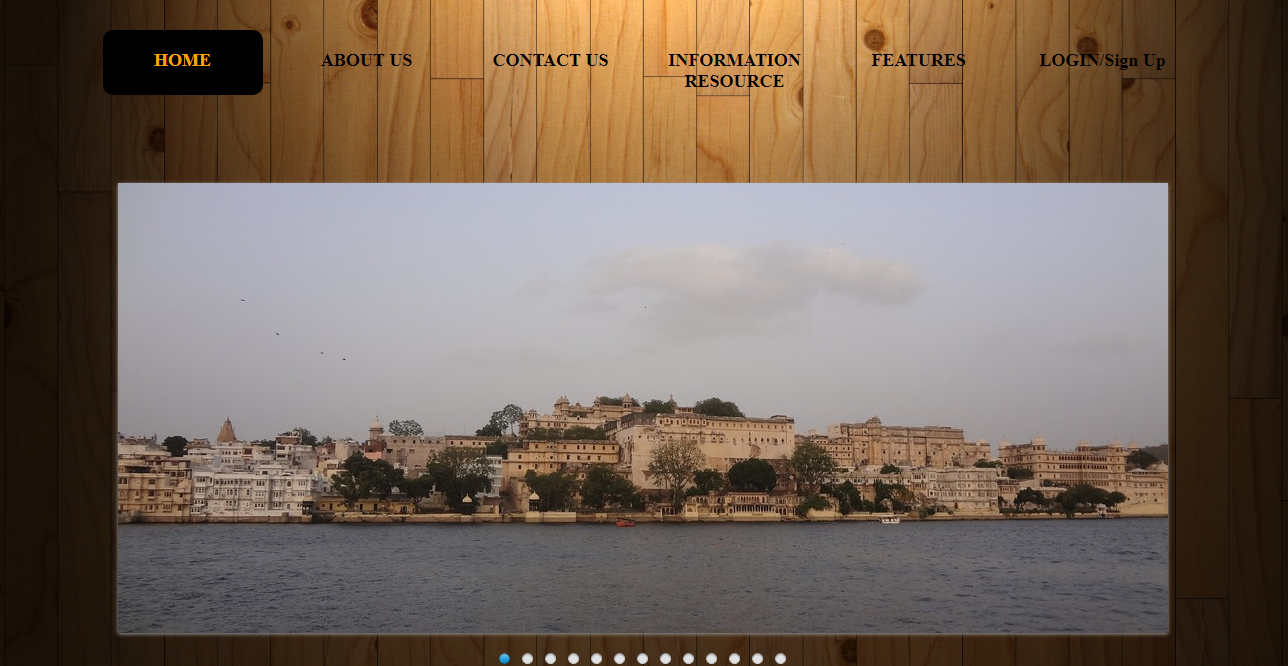 HOME
ABOUT US
CONTACT US
INFORMATION
RESOURCE
FEATURES
LOGIN/Sign Up